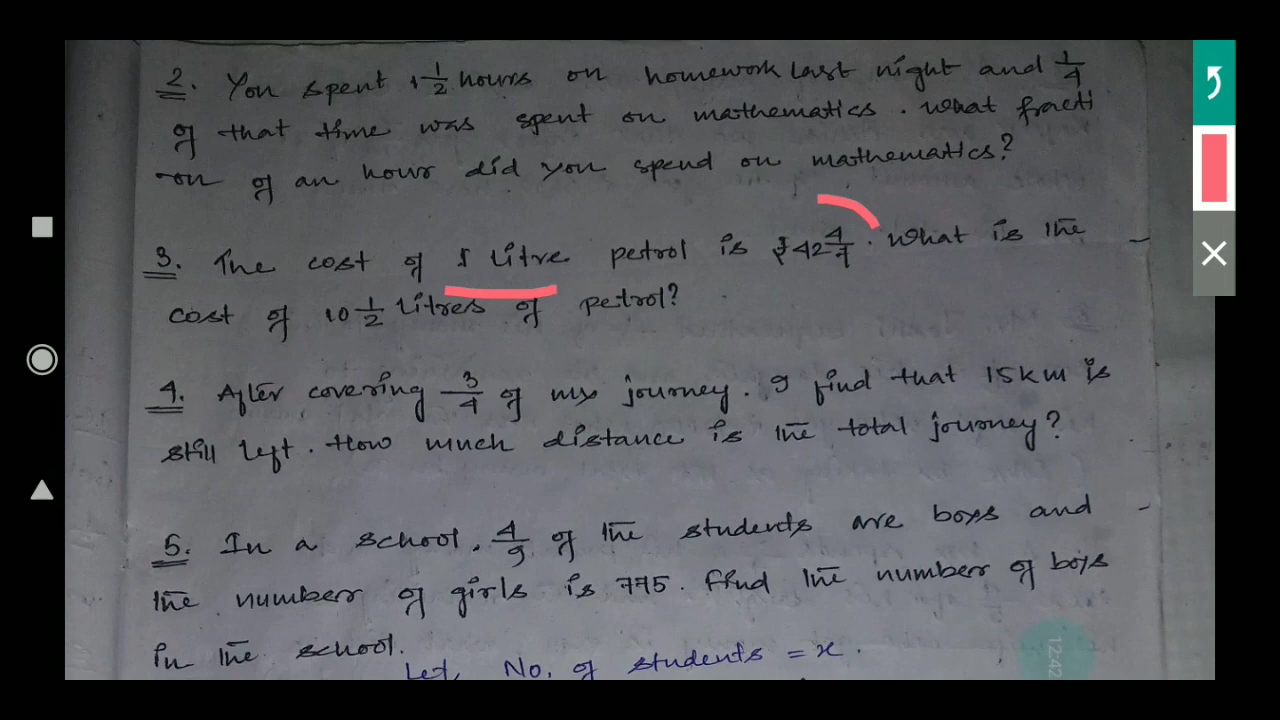 2. You spent 1 1/2 hours on homework last night and 1/4
of that time was spent on mathematics. What fracti
-on of an hour did you spend on mathematics?
3. The cost of 1 litre petrol is ₹42 4/7. What is the
cost of 10 1/2 litres of petrol?
4. After covering 3/4 of my journey. I find that 15km is
still left. How much distance is the total journey?
5. In a school, 4/9 of the students are boys and
the number of girls is 775. Find the number of boys
in the school.
Let, No. of students = x.
12:42